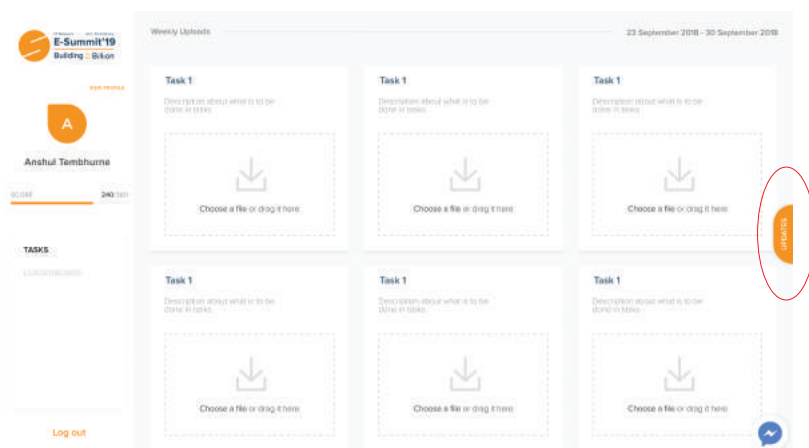 E-Summit'19
Building a Billion
Anshul Tembhurne
A
SCORE
240/360
TASKS
LEADERBOARD
Log out
Weekly Uploads
23 September 2018 - 30 September 2018
Task 1
Description about what is to be
done in tasks
Choose a file or drag it here
Task 1
Description about what is to be
done in tasks
Choose a file or drag it here
Task 1
Description about what is to be
done in tasks
Choose a file or drag it here
Task 1
Description about what is to be
done in tasks
Choose a file or drag it here
Task 1
Description about what is to be
done in tasks
Choose a file or drag it here
Task 1
Description about what is to be
done in tasks
Choose a file or drag it here
UPDATES